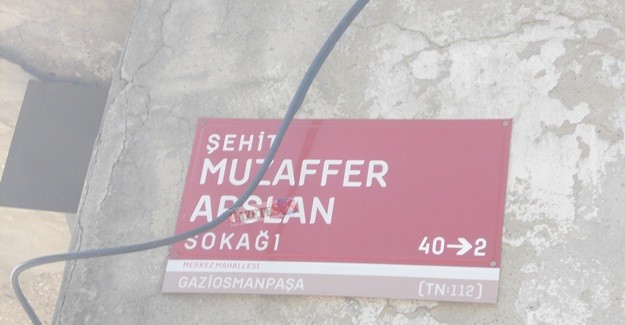 ŞEHİT
MUZAFFER
ARSLAN
SOKAĞI 40→2
MERKEZ MAHALLESİ
GAZİOSMANPAŞA (TN:112)